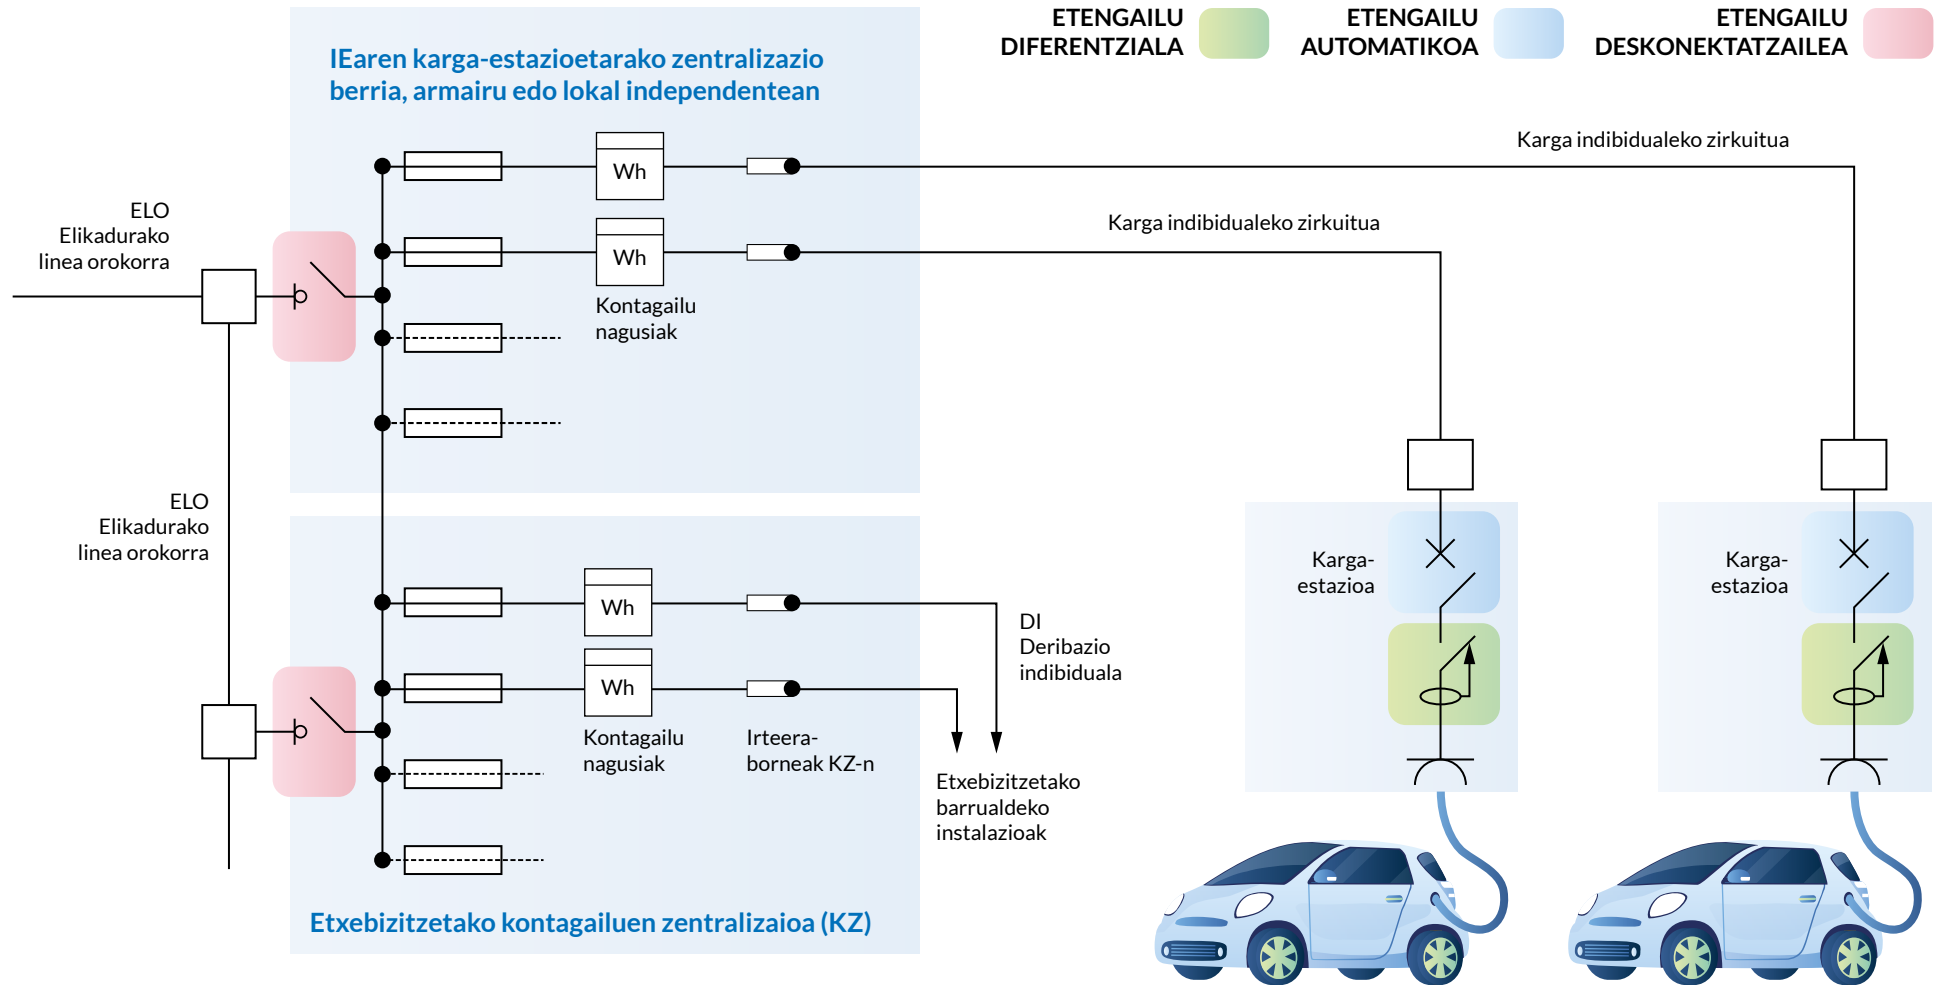 ETENGAILU
DIFERENTZIALA
ETENGAILU
AUTOMATIKOA
ETENGAILU
DESKONEKTATZAILEA
IEaren karga-estazioetarako zentralizazio
berria, armairu edo lokal independentean
Karga indibidualeko zirkuitua
Wh
ELO
Elikadurako
linea orokorra
Karga indibidualeko zirkuitua
Wh
Kontagailu
nagusiak
ELO
Elikadurako
linea orokorra
Karga-
estazioa
Karga-
estazioa
Wh
DI
Deribazio
indibiduala
Wh
Kontagailu
nagusiak
Irteera-
borneak KZ-n
Etxebizitzetako
barrualdeko
instalazioak
Etxebizitzetako kontagailuen zentralizaioa (KZ)